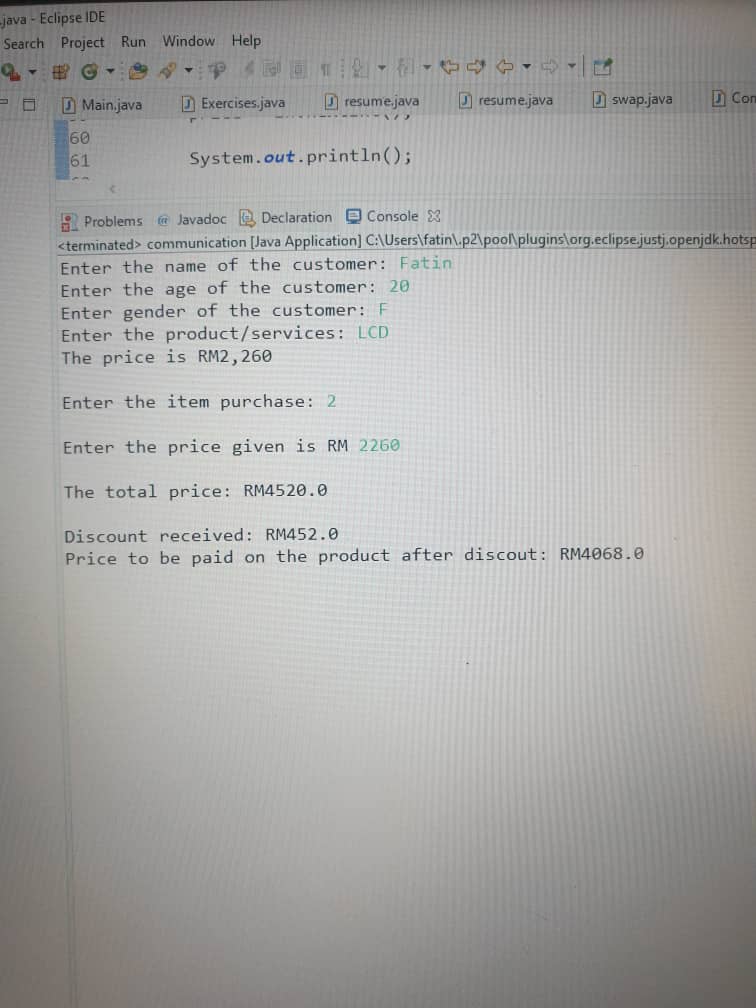 .java - Eclipse IDE
Search Project Run Window Help
Main.java Exercises.java resume.java resume.java swap.java Con
60
61 System.out.println();
Problems @ Javadoc Declaration Console
<terminated> communication [Java Application] C:\Users\fatin\.p2\pool\plugins\org.eclipse.justj.openjdk.hotsp
Enter the name of the customer: Fatin
Enter the age of the customer: 20
Enter gender of the customer: F
Enter the product/services: LCD
The price is RM2,260
Enter the item purchase: 2
Enter the price given is RM 2260
The total price: RM4520.0
Discount received: RM452.0
Price to be paid on the product after discout: RM4068.0